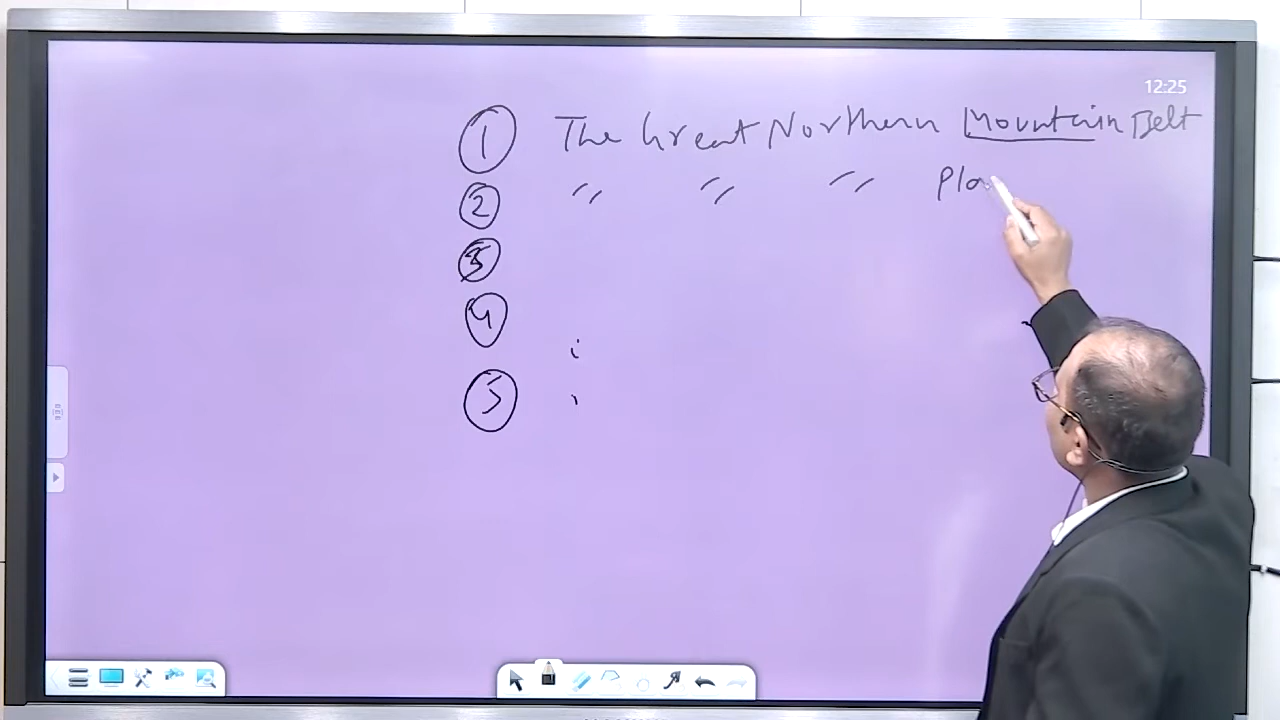 12:25
① The Great Northern Mountain Belt
② " " " Pla
③
④
⑤